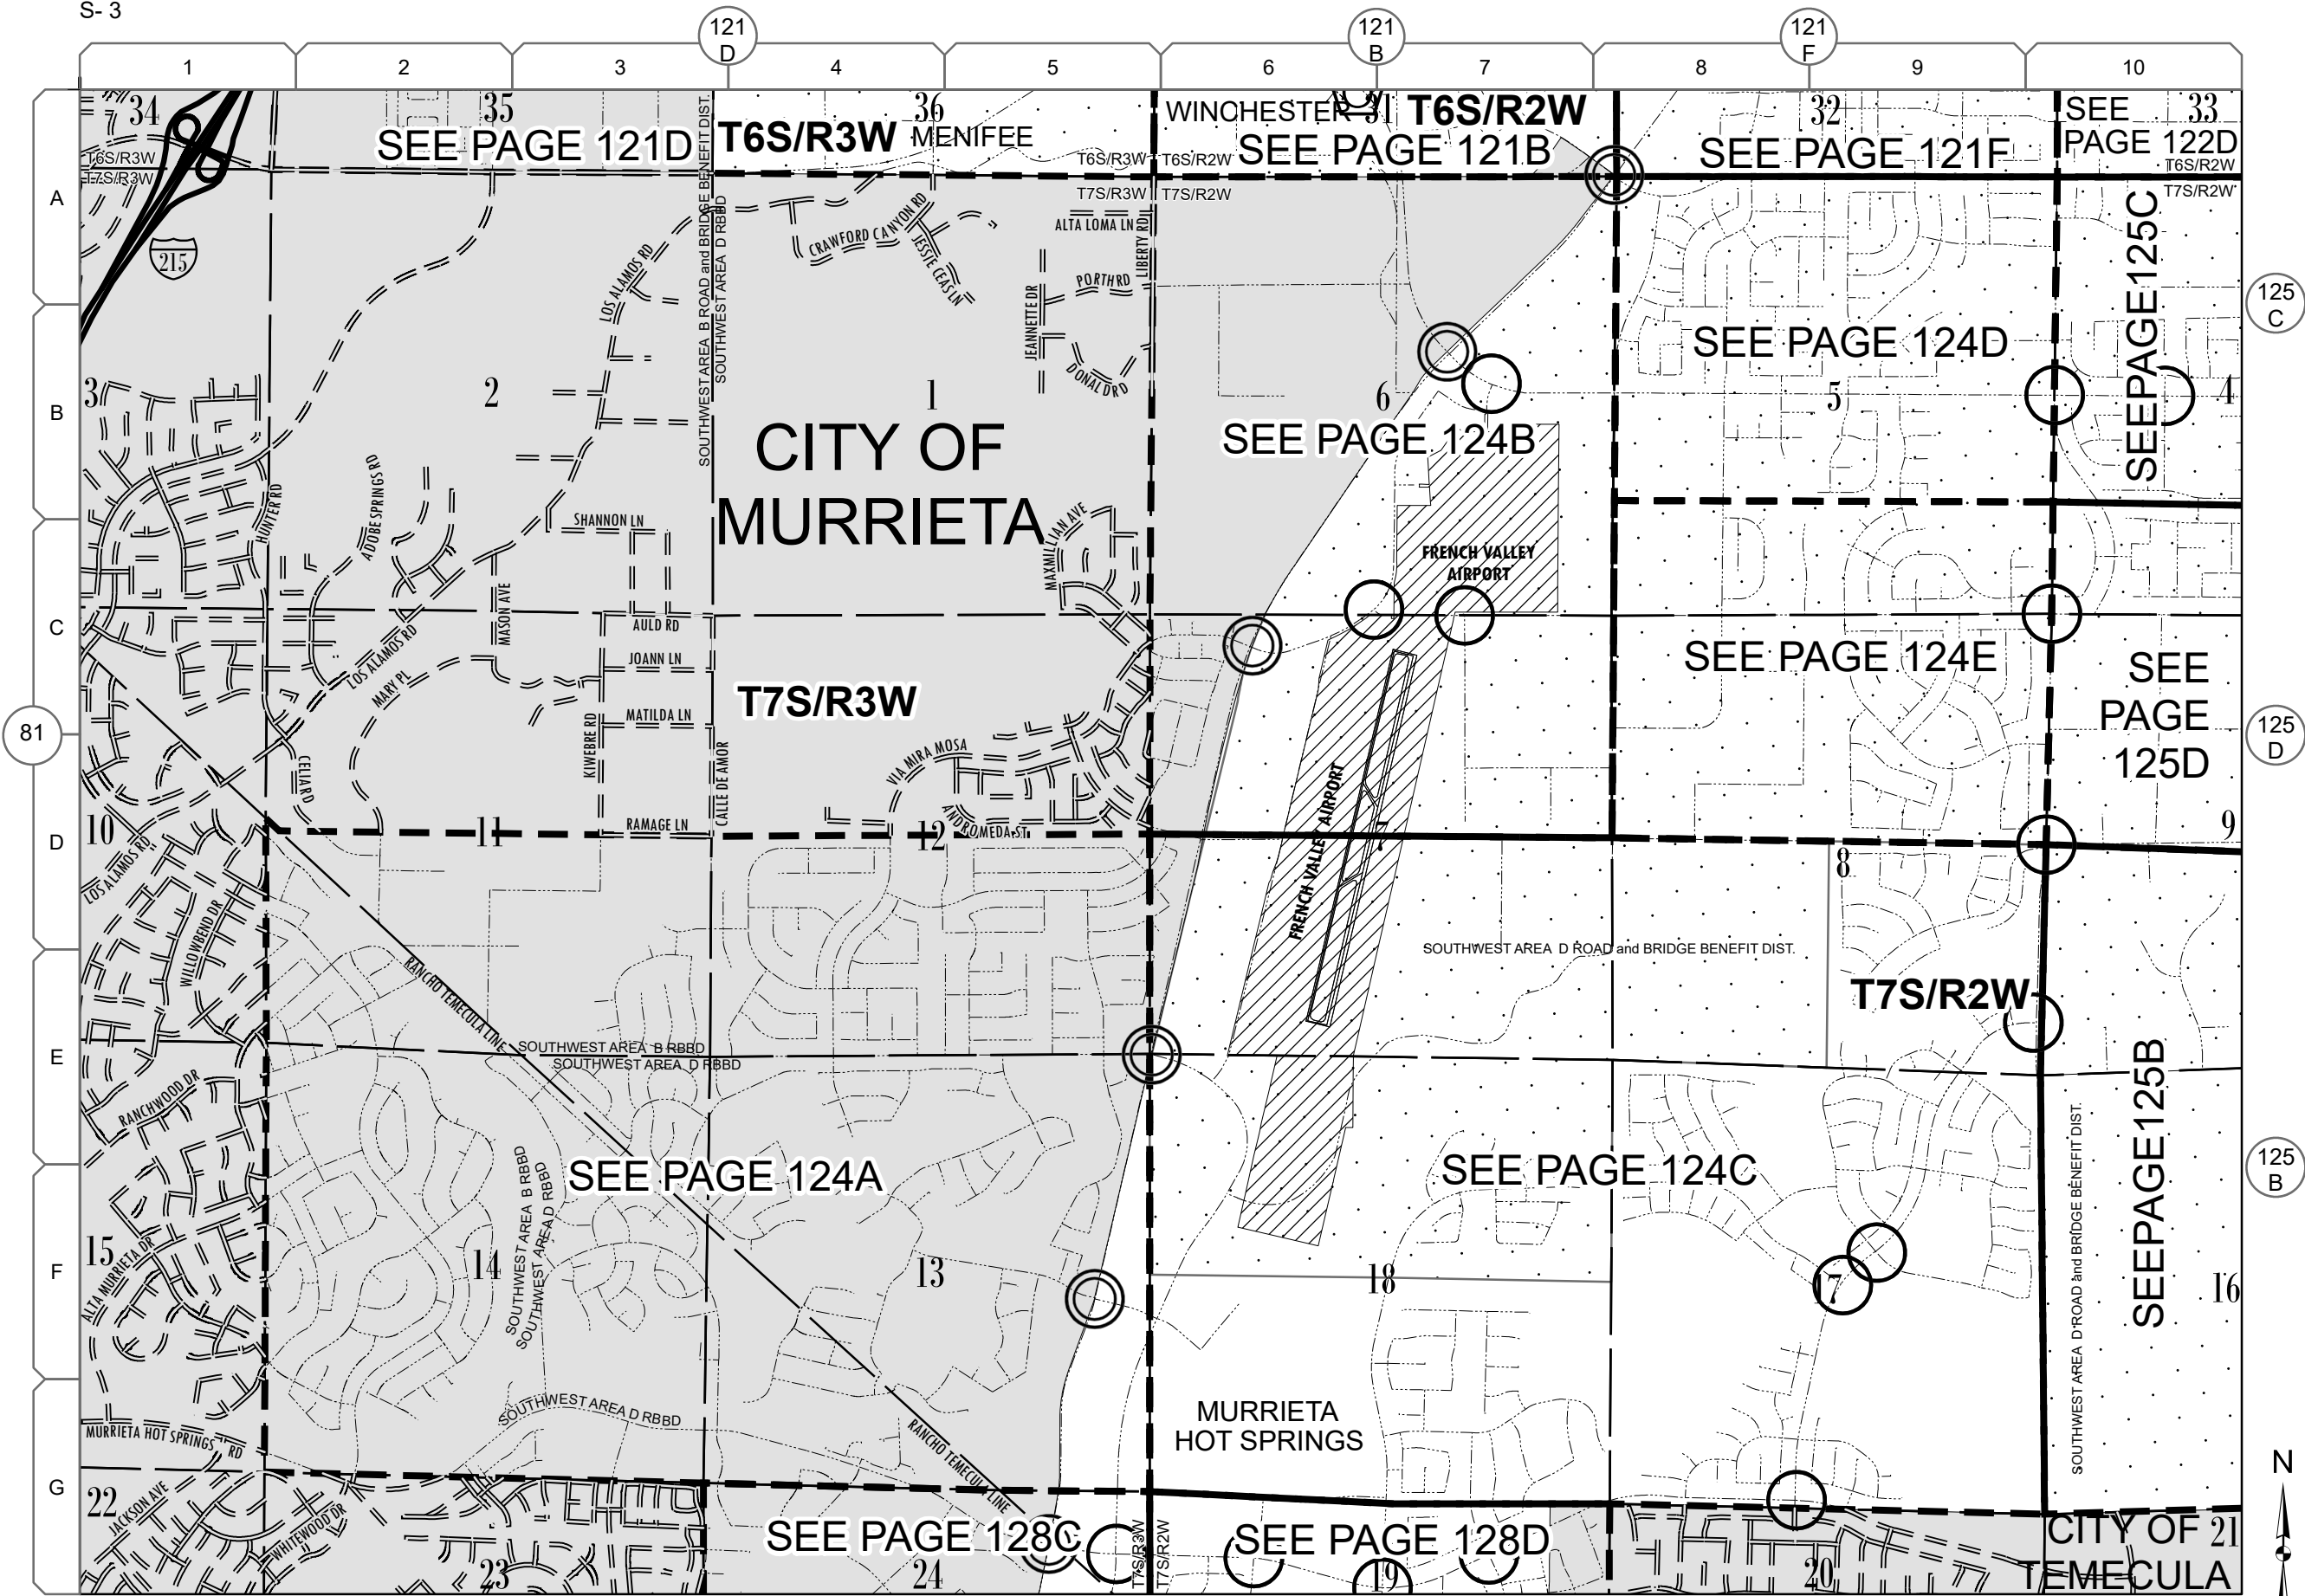 S- 3
121
D
121
B
121
F
1
2
3
4
5
6
7
8
9
10
34
35
36
WINCHESTER
31
T6S/R2W
32
SEE
33
PAGE 122D
SEE PAGE 121D
T6S/R3W
MENIFEE
SEE PAGE 121B
SEE PAGE 121F
T6S/R3W
T7S/R3W
T6S/R3W
T6S/R2W
T7S/R3W
T7S/R2W
T6S/R2W
T7S/R2W
A
215
SOUTHWEST AREA B ROAD and BRIDGE BENEFIT DIST.
SOUTHWEST AREA D RBBD
LOS ALAMOS RD
CRAWFORD CANYON RD
JESSIE CEAS LN
ALTA LOMA LN
LIBERTY RD
PORTH RD
JEANNETTE DR
DONALD RD
SEE PAGE 125C
125
C
B
3
2
1
6
5
4
SEE PAGE 124D
SEE PAGE 124B
CITY OF
MURRIETA
HUNTER RD
ADOBE SPRINGS RD
SHANNON LN
MAXMILLIAN AVE
FRENCH VALLEY
AIRPORT
C
MASON AVE
AULD RD
JOANN LN
LOS ALAMOS RD
MARY PL
MATILDA LN
KIWEBRE RD
T7S/R3W
SEE PAGE 124E
SEE
PAGE
125D
81
125
D
CELIA RD
CALLE DE AMOR
VIA MIRA MOSA
ANDROMEDA ST
RAMAGE LN
FRENCH VALLEY AIRPORT
D
10
11
12
7
8
9
LOS ALAMOS RD
WILLOWBEND DR
FRENCH VALLEY AIRPORT
SOUTHWEST AREA D ROAD and BRIDGE BENEFIT DIST.
RANCHO TEMECULA LINE
T7S/R2W
E
SOUTHWEST AREA B RBBD
SOUTHWEST AREA D RBBD
RANCHWOOD DR
SOUTHWEST AREA B RBBD
SOUTHWEST AREA D RBBD
SEE PAGE 124A
SEE PAGE 124C
SOUTHWEST AREA D ROAD and BRIDGE BENEFIT DIST.
SEE PAGE 125B
125
B
F
15
ALTA MURRIETA DR
14
13
18
17
16
SOUTHWEST AREA D RBBD
MURRIETA
HOT SPRINGS
MURRIETA HOT SPRINGS RD
RANCHO TEMECULA LINE
N
G
22
JACKSON AVE
WHITEWOOD DR
23
SEE PAGE 128C
24
T7S/R3W
T7S/R2W
SEE PAGE 128D
19
20
CITY OF
21
TEMECULA